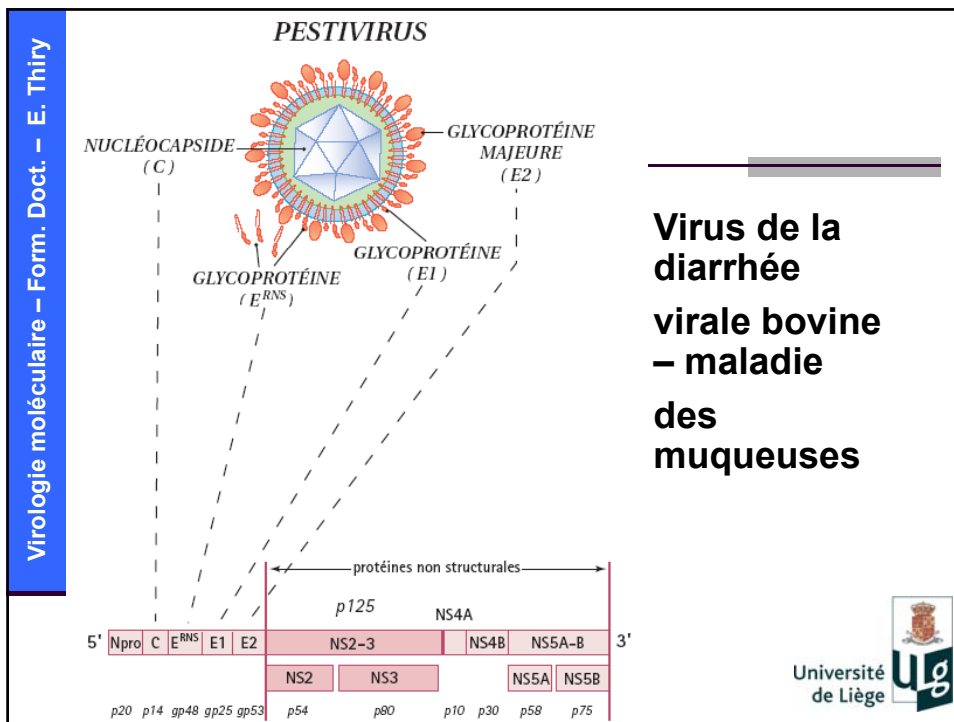 Virologie moléculaire – Form. Doct. – E. Thiry
PESTIVIRUS
NUCLÉOCAPSIDE
(C)
GLYCOPROTÉINE
MAJEURE
(E2)
GLYCOPROTÉINE
(E1)
GLYCOPROTÉINE
(E^RNS)
Virus de la
diarrhée
virale bovine
– maladie
des
muqueuses
protéines non structurales
p125
NS4A
5' Npro C E^RNS E1 E2 NS2-3 NS4B NS5A-B 3'
NS2 NS3 NS5A NS5B
p20 p14 gp48 gp25 gp53 p54 p80 p10 p30 p58 p75
Université
de Liège
ULg